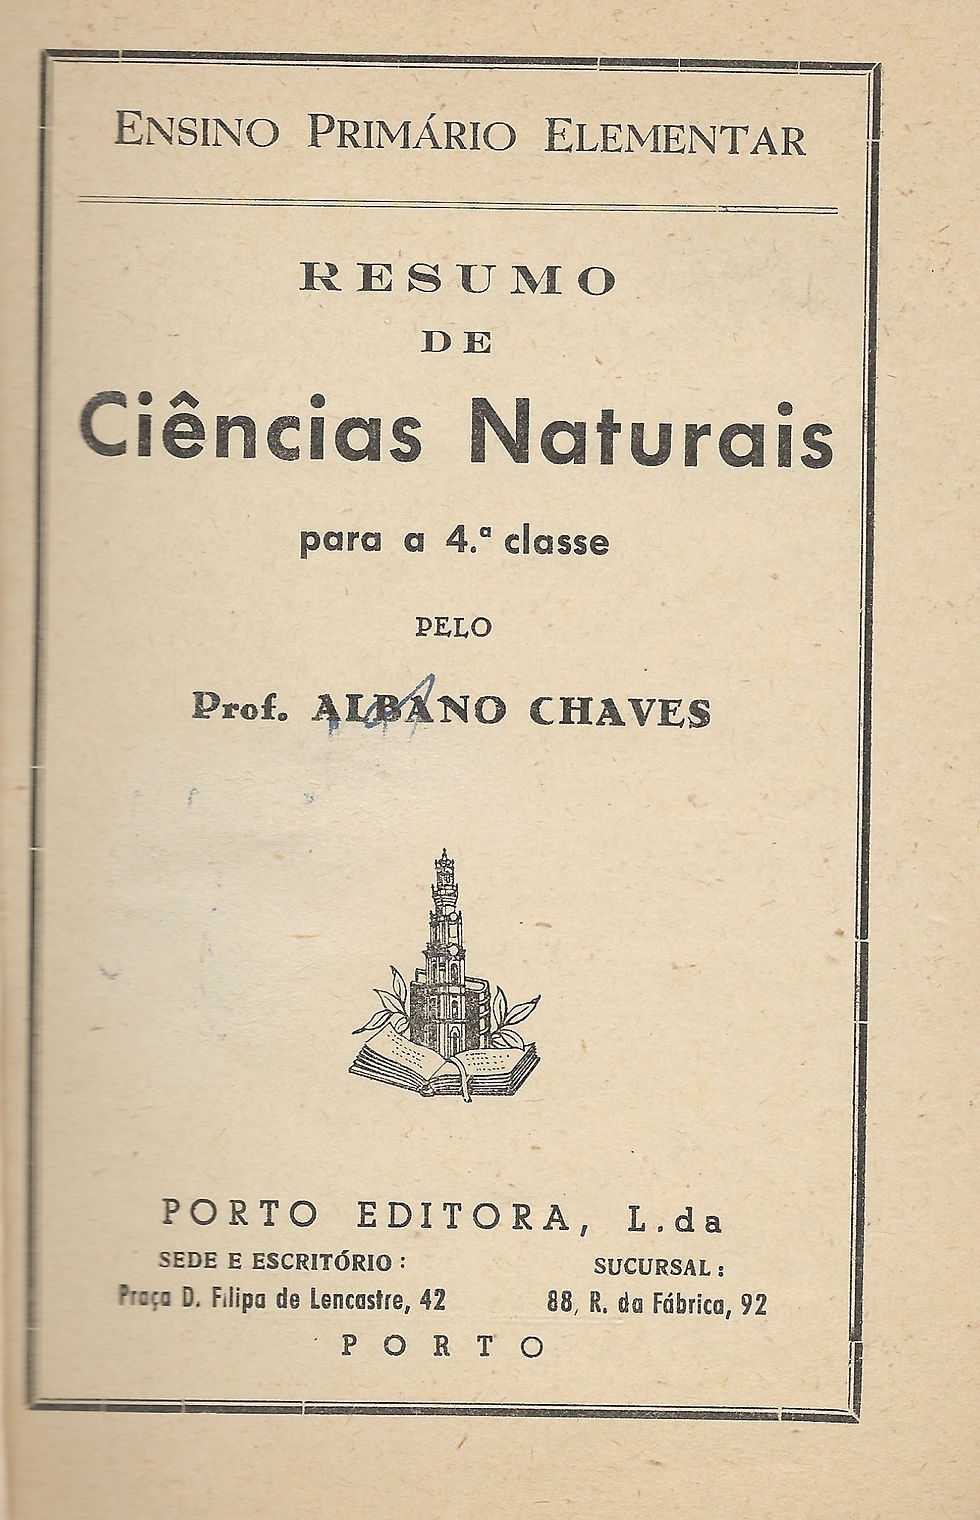 ENSINO PRIMÁRIO ELEMENTAR
RESUMO
DE
Ciências Naturais
para a 4.ª classe
PELO
Prof. ALBANO CHAVES
PORTO EDITORA, L.da
SEDE E ESCRITÓRIO: SUCURSAL:
Praça D. Filipa de Lencastre, 42 88, R. da Fábrica, 92
PORTO